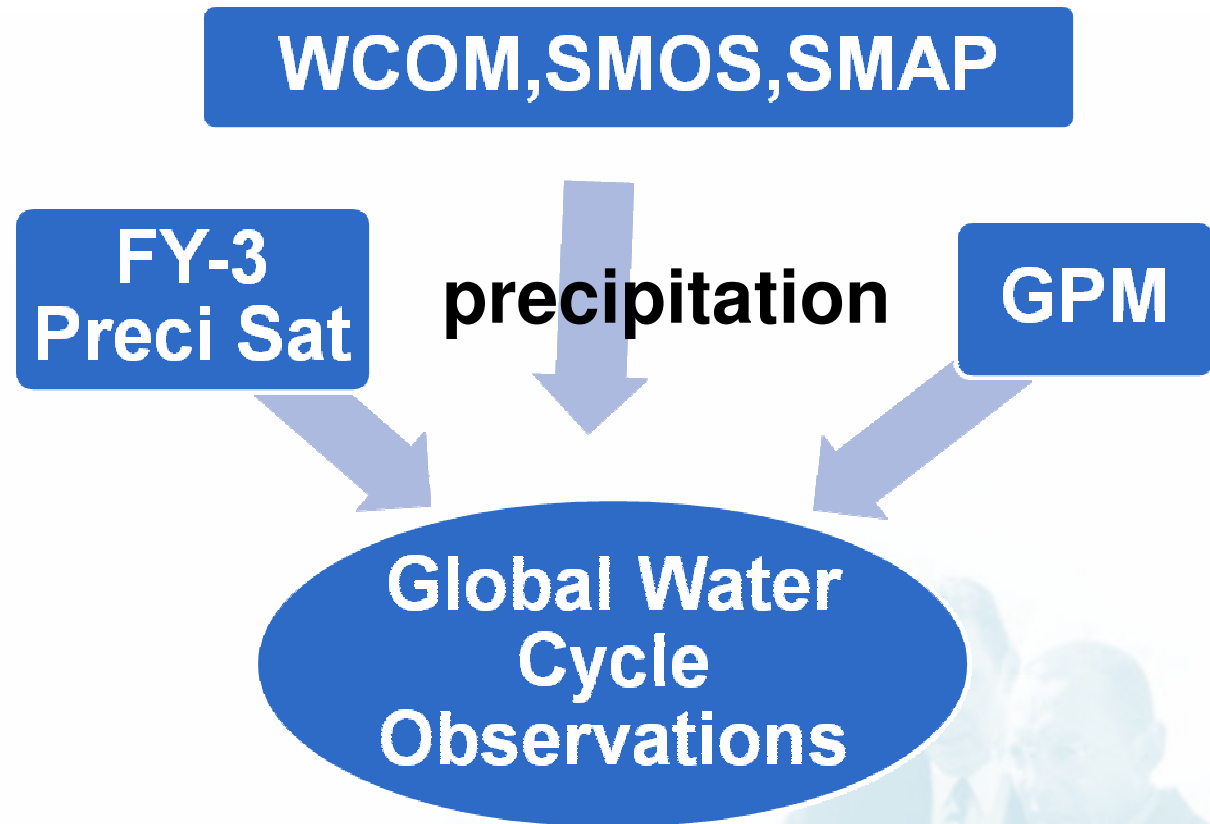 WCOM,SMOS,SMAP
FY-3
Preci Sat
precipitation
GPM
Global Water
Cycle
Observations